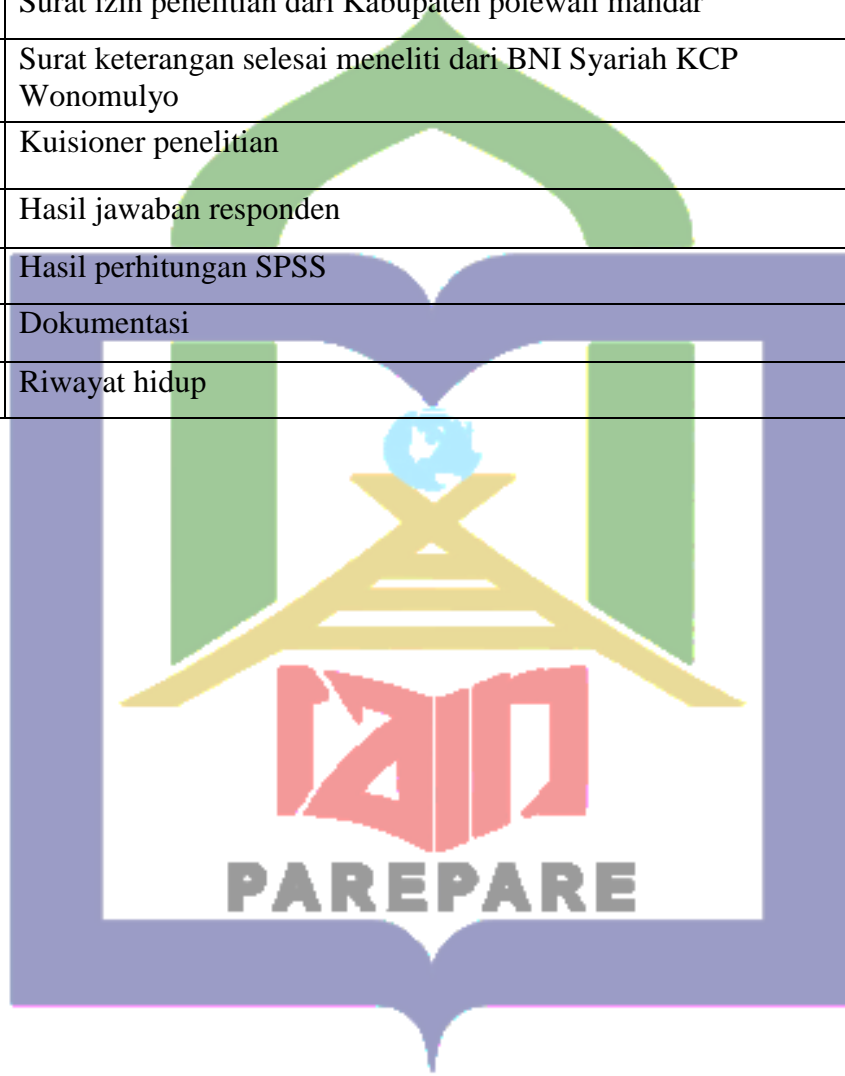 Surat izin penelitian dari Kabupaten polewali mandar
Surat keterangan selesai meneliti dari BNI Syariah KCP
Wonomulyo
Kuisioner penelitian
Hasil jawaban responden
Hasil perhitungan SPSS
Dokumentasi
Riwayat hidup
iain
PAREPARE